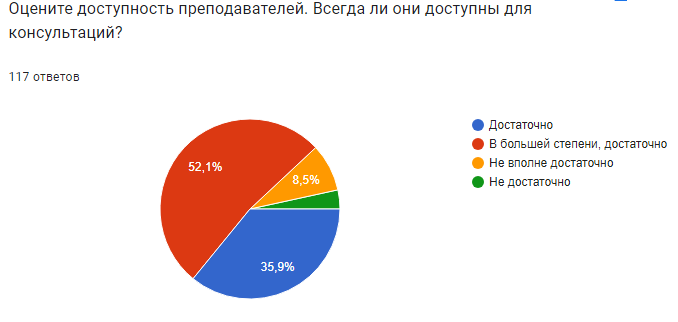 Оцените доступность преподавателей. Всегда ли они доступны для
консультаций?
117 ответов
52,1%
8,5%
35,9%
Достаточно
В большей степени, достаточно
Не вполне достаточно
Не достаточно